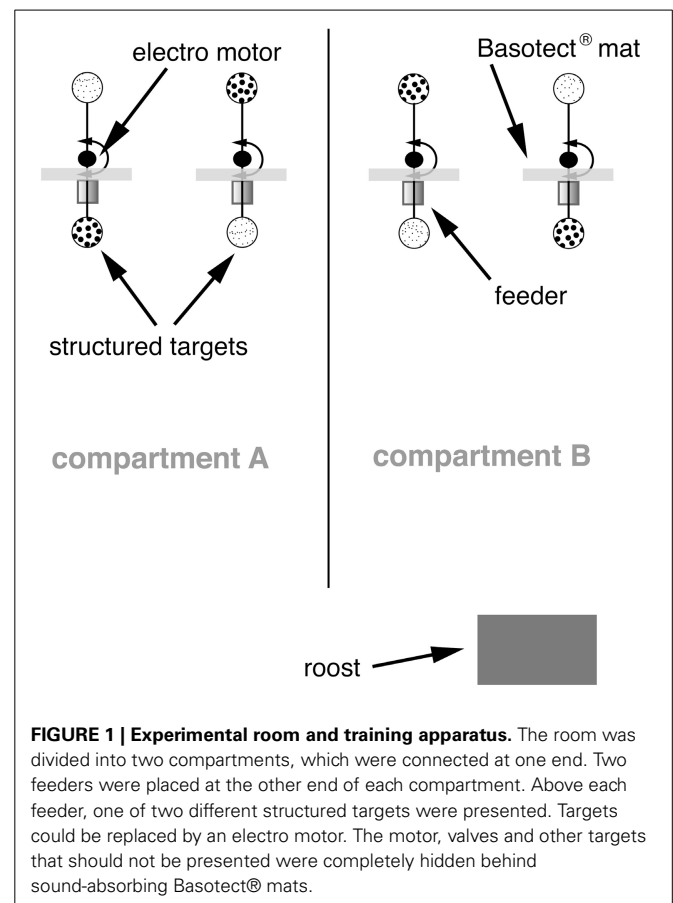 electro motor
Basotect® mat
feeder
structured targets
compartment A
compartment B
roost
FIGURE 1 | Experimental room and training apparatus. The room was
divided into two compartments, which were connected at one end. Two
feeders were placed at the other end of each compartment. Above each
feeder, one of two different structured targets were presented. Targets
could be replaced by an electro motor. The motor, valves and other targets
that should not be presented were completely hidden behind
sound-absorbing Basotect® mats.